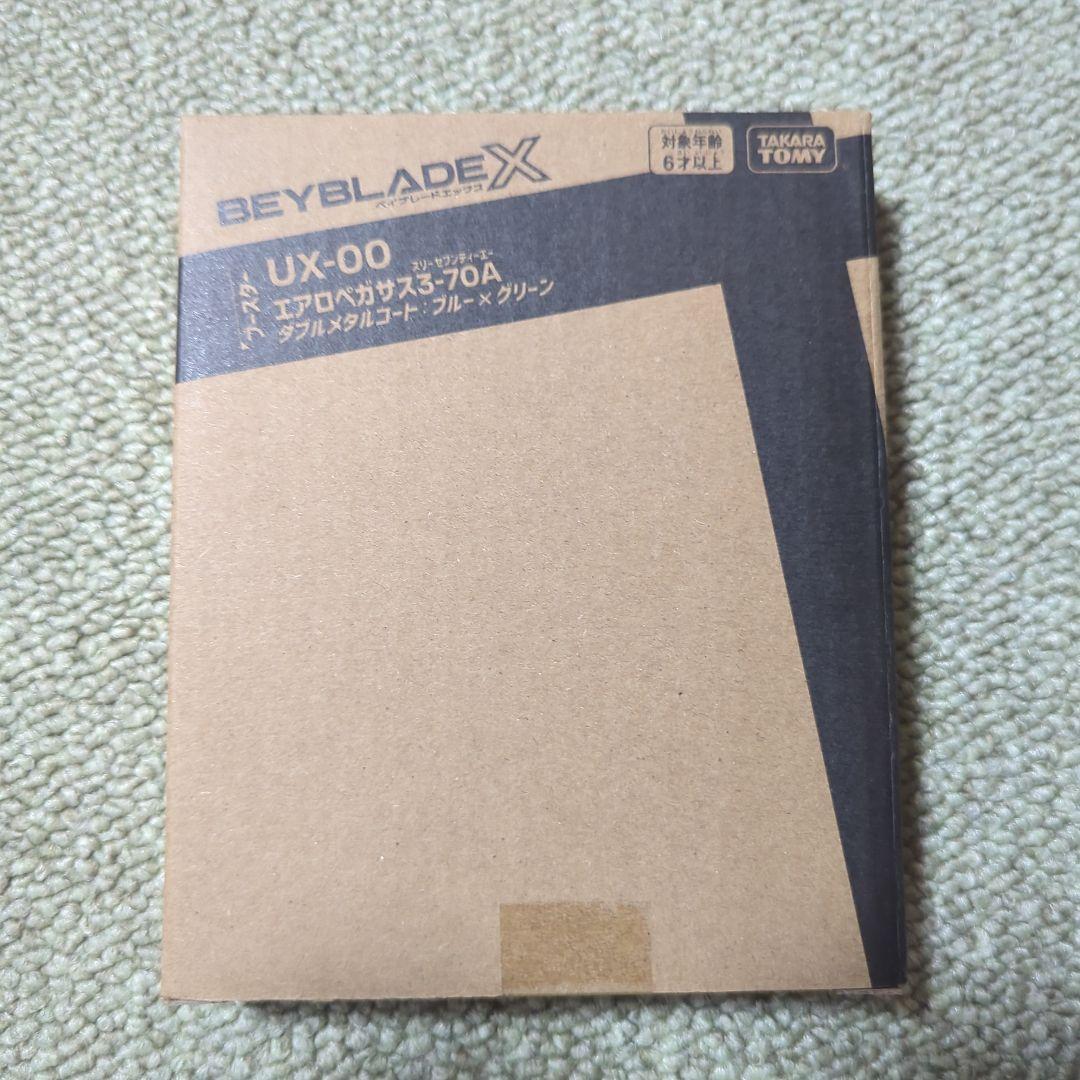 BEYBLADE X
ベイブレードエックス
対象年齢
6才以上
TAKARA
TOMY
ブースター
UX-00
スリーセブンティーエー
エアロペガサス3-70A
ダブルメタルコート：ブルー×グリーン